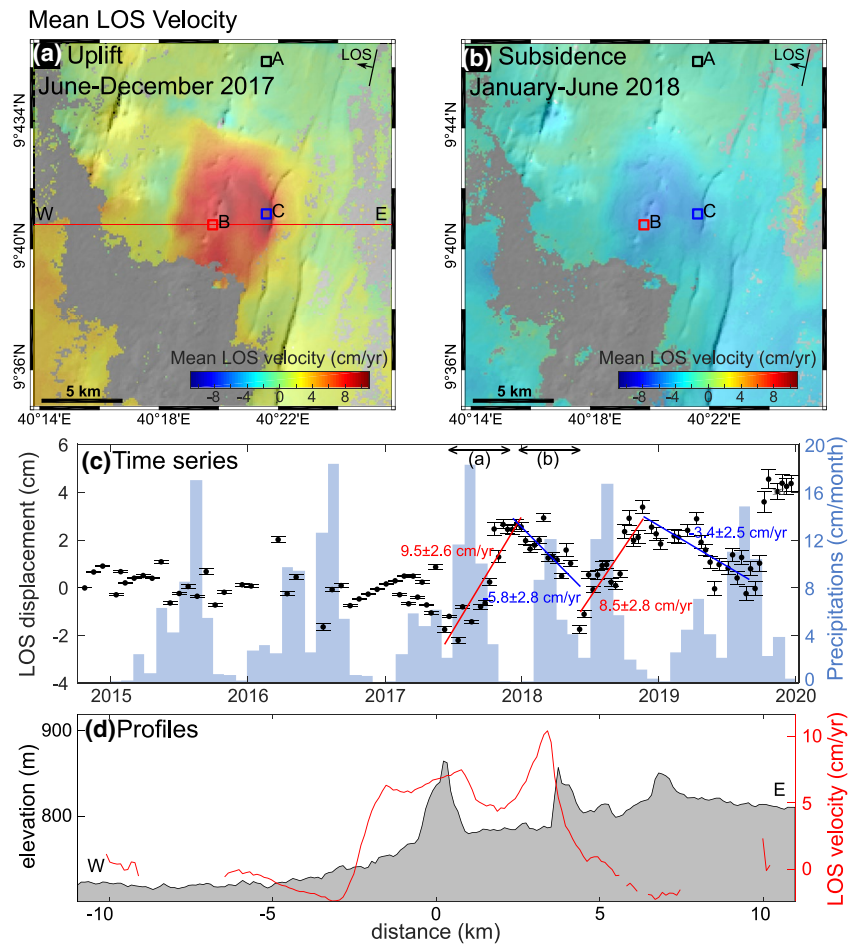 Mean LOS Velocity
(a) Uplift
June-December 2017
A
LOS
9°434'N
9°40'N
9°36'N
W
E
B
C
Mean LOS velocity (cm/yr)
-8 0 8
5 km
40°14'E 40°18'E 40°22'E
(b) Subsidence
January-June 2018
A
LOS
9°44'N
9°40'N
9°36'N
B
C
Mean LOS velocity (cm/yr)
-8 0 8
5 km
40°14'E 40°18'E 40°22'E
(c) Time series
(a) (b)
LOS displacement (cm)
6
4
2
0
-2
-4
9.5±2.6 cm/yr
-5.8±2.8 cm/yr
8.5±2.8 cm/yr
-3.4±2.5 cm/yr
20
16
12
8
4
0
Precipitations (cm/month)
2015 2016 2017 2018 2019 2020
(d) Profiles
elevation (m)
900
800
W
E
10
5
0
LOS velocity (cm/yr)
-10 -5 0 5 10
distance (km)